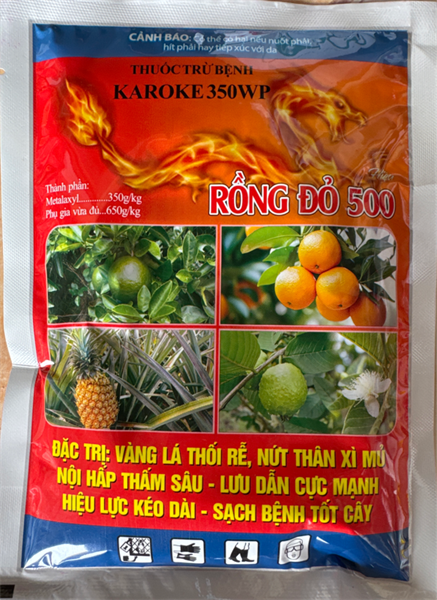 CẢNH BÁO: Có thể có hại nếu nuốt phải,
hít phải hay tiếp xúc với da
THUỐC TRỪ BỆNH
KAROKE 350WP
Thành phần:
Metalaxyl.............350g/kg
Phụ gia vừa đủ...650g/kg
RỒNG ĐỎ 500
ĐẶC TRỊ: VÀNG LÁ THỐI RỄ, NỨT THÂN XÌ MỦ
NỘI HẤP THẤM SÂU - LƯU DẪN CỰC MẠNH
HIỆU LỰC KÉO DÀI - SẠCH BỆNH TỐT CÂY